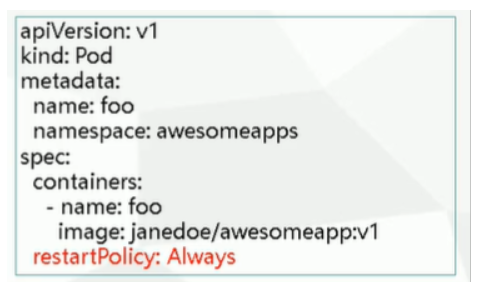 apiVersion: v1
kind: Pod
metadata:
  name: foo
  namespace: awesomeapps
spec:
  containers:
    - name: foo
      image: janedoe/awesomeapp:v1
  restartPolicy: Always